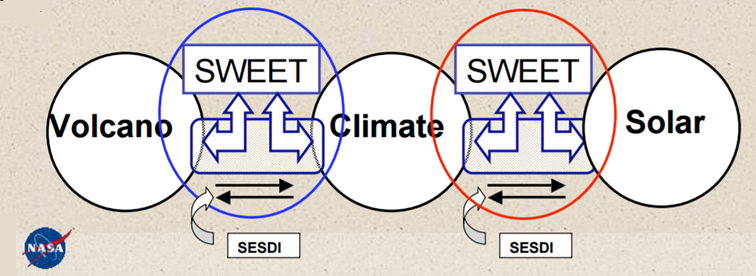 SWEET
SWEET
Volcano
Climate
Solar
SESDI
SESDI
NASA